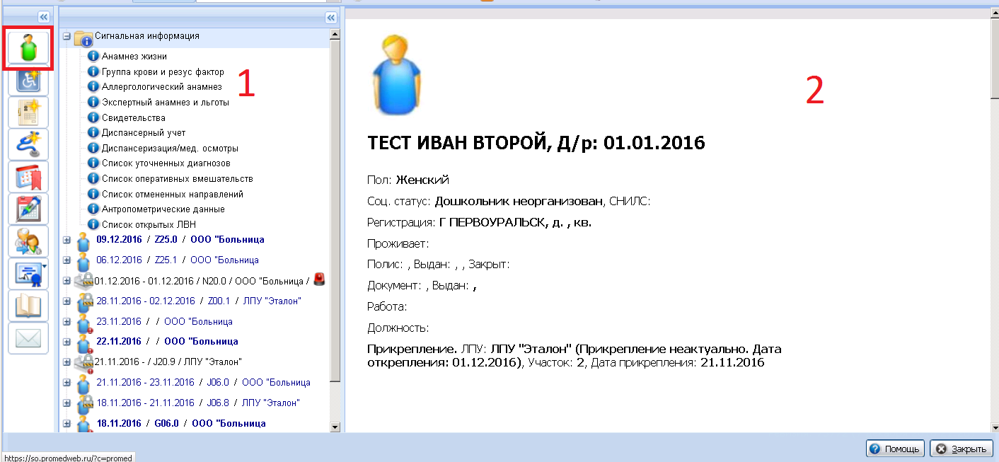 Сигнальная информация
Анамнез жизни
Группа крови и резус фактор
Аллергологический анамнез
Экспертный анамнез и льготы
Свидетельства
Диспансерный учет
Диспансеризация/мед. осмотры
Список уточненных диагнозов
Список оперативных вмешательств
Список отмененных направлений
Антропометрические данные
Список открытых ЛВН
09.12.2016 / Z25.0 / ООО "Больница
06.12.2016 / Z25.1 / ООО "Больница
01.12.2016 - 01.12.2016 / N20.0 / ООО "Больница /
28.11.2016 - 02.12.2016 / Z00.1 / ЛПУ "Эталон"
23.11.2016 / / ООО "Больница
22.11.2016 / / ООО "Больница
21.11.2016 - / J20.9 / ЛПУ "Эталон"
21.11.2016 - 23.11.2016 / J06.0 / ООО "Больница
18.11.2016 - 21.11.2016 / J06.8 / ЛПУ "Эталон"
18.11.2016 / G06.0 / ООО "Больница
1
2
ТЕСТ ИВАН ВТОРОЙ, Д/р: 01.01.2016
Пол: Женский
Соц. статус: Дошкольник неорганизован, СНИЛС:
Регистрация: Г ПЕРВОУРАЛЬСК, д. , кв.
Проживает:
Полис: , Выдан: , , Закрыт:
Документ: , Выдан: ,
Работа:
Должность:
Прикрепление. ЛПУ: ЛПУ "Эталон" (Прикрепление неактуально. Дата
открепления: 01.12.2016), Участок: 2, Дата прикрепления: 21.11.2016
Помощь
Закрыть
https://so.promedweb.ru/?c=promed